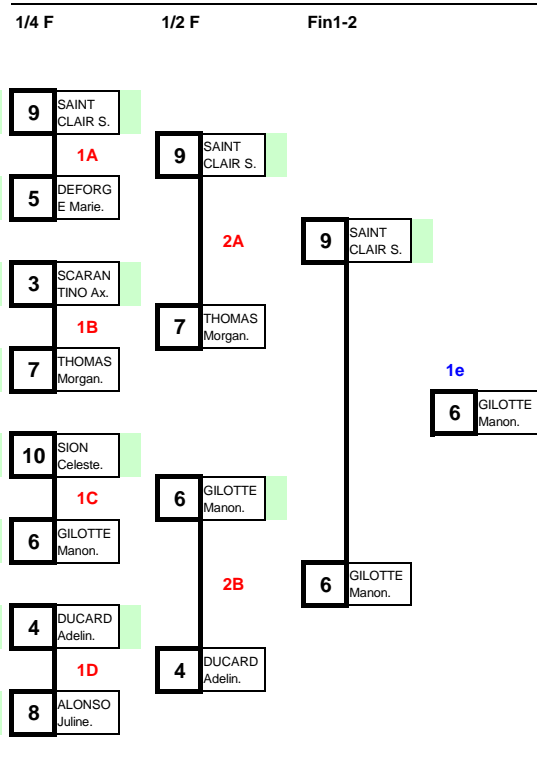 1/4 F
1/2 F
Fin1-2
9
SAINT
CLAIR S.
1A
5
DEFORG
E Marie.
3
SCARAN
TINO Ax.
1B
7
THOMAS
Morgan.
10
SION
Celeste.
1C
6
GILOTTE
Manon.
4
DUCARD
Adelin.
1D
8
ALONSO
Juline.
9
SAINT
CLAIR S.
2A
7
THOMAS
Morgan.
6
GILOTTE
Manon.
2B
4
DUCARD
Adelin.
9
SAINT
CLAIR S.
6
GILOTTE
Manon.
1e
6
GILOTTE
Manon.